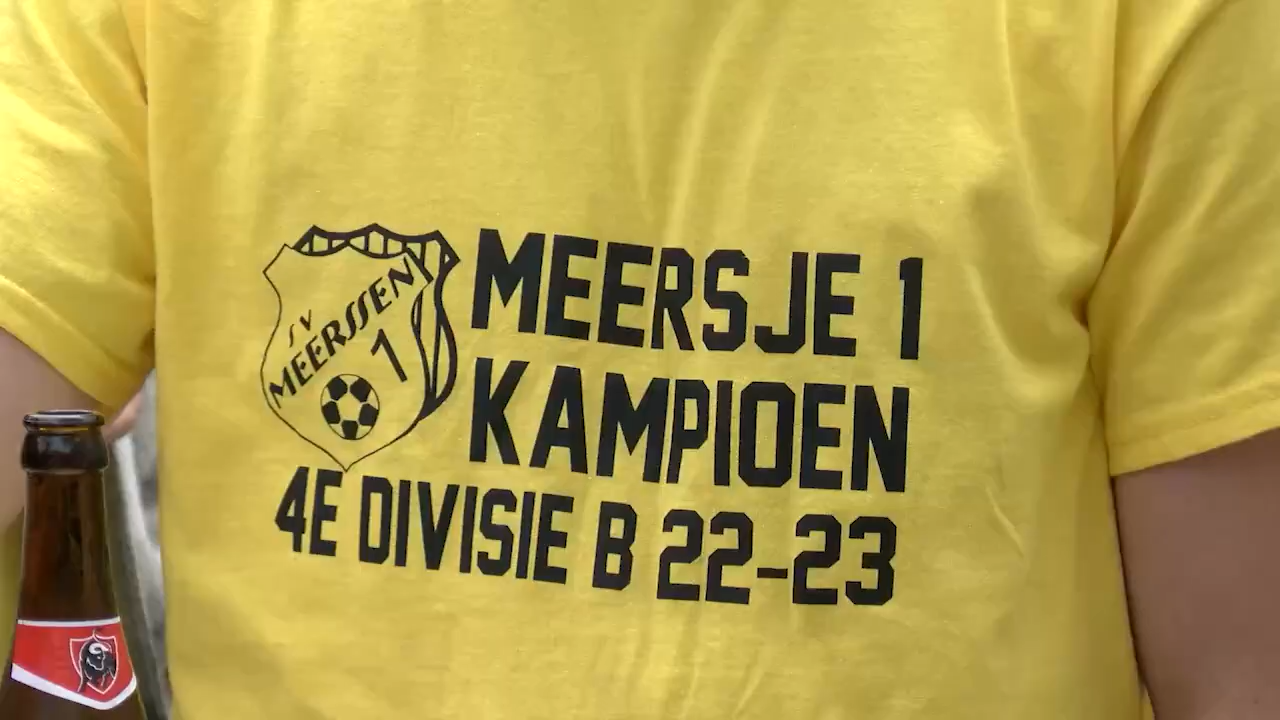 SV
MEERSSEN
1
MEERSJE 1
KAMPIOEN
4E DIVISIE B 22-23